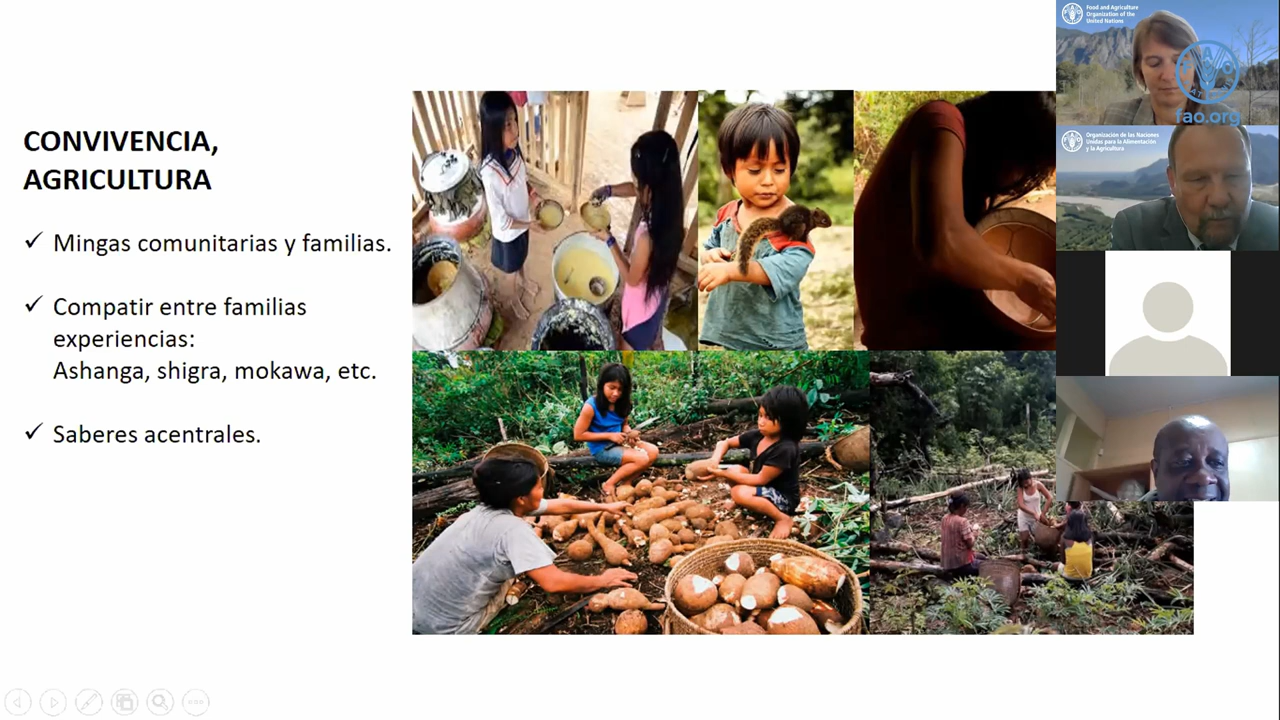 CONVIVENCIA,
AGRICULTURA
✓ Mingas comunitarias y familias.
✓ Compatir entre familias
experiencias:
Ashanga, shigra, mokawa, etc.
✓ Saberes acentrales.
Food and Agriculture
Organization of the
United Nations
fao.org
Organización de las Naciones
Unidas para la Alimentación
y la Agricultura